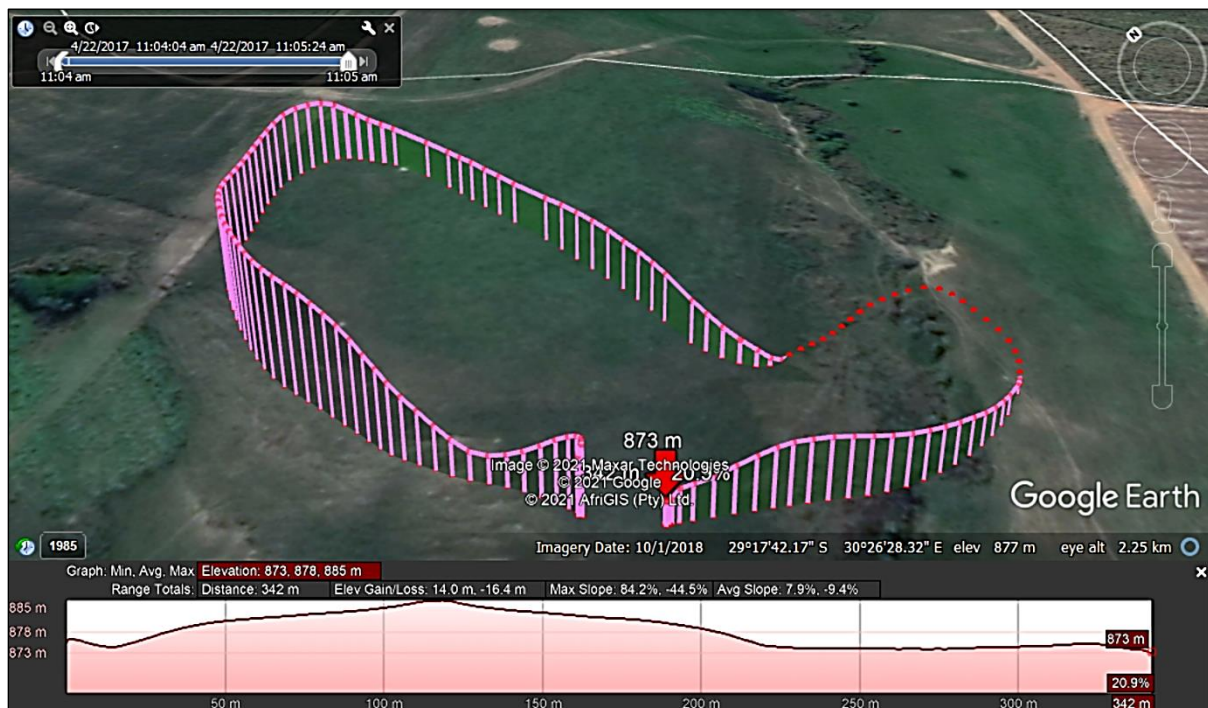 4/22/2017 11:04:04 am 4/22/2017 11:05:24 am
11:04 am 11:05 am
N
873 m
342 m 20.9%
Image © 2021 Maxar Technologies
© 2021 Google
© 2021 AfriGIS (Pty) Ltd.
Google Earth
1985
Imagery Date: 10/1/2018 29°17'42.17" S 30°26'28.32" E elev 877 m eye alt 2.25 km
Graph: Min, Avg, Max Elevation: 873, 878, 885 m
Range Totals: Distance: 342 m Elev Gain/Loss: 14.0 m, -16.4 m Max Slope: 84.2%, -44.5% Avg Slope: 7.9%, -9.4%
885 m
878 m
873 m
873 m
20.9%
50 m 100 m 150 m 200 m 250 m 300 m 342 m